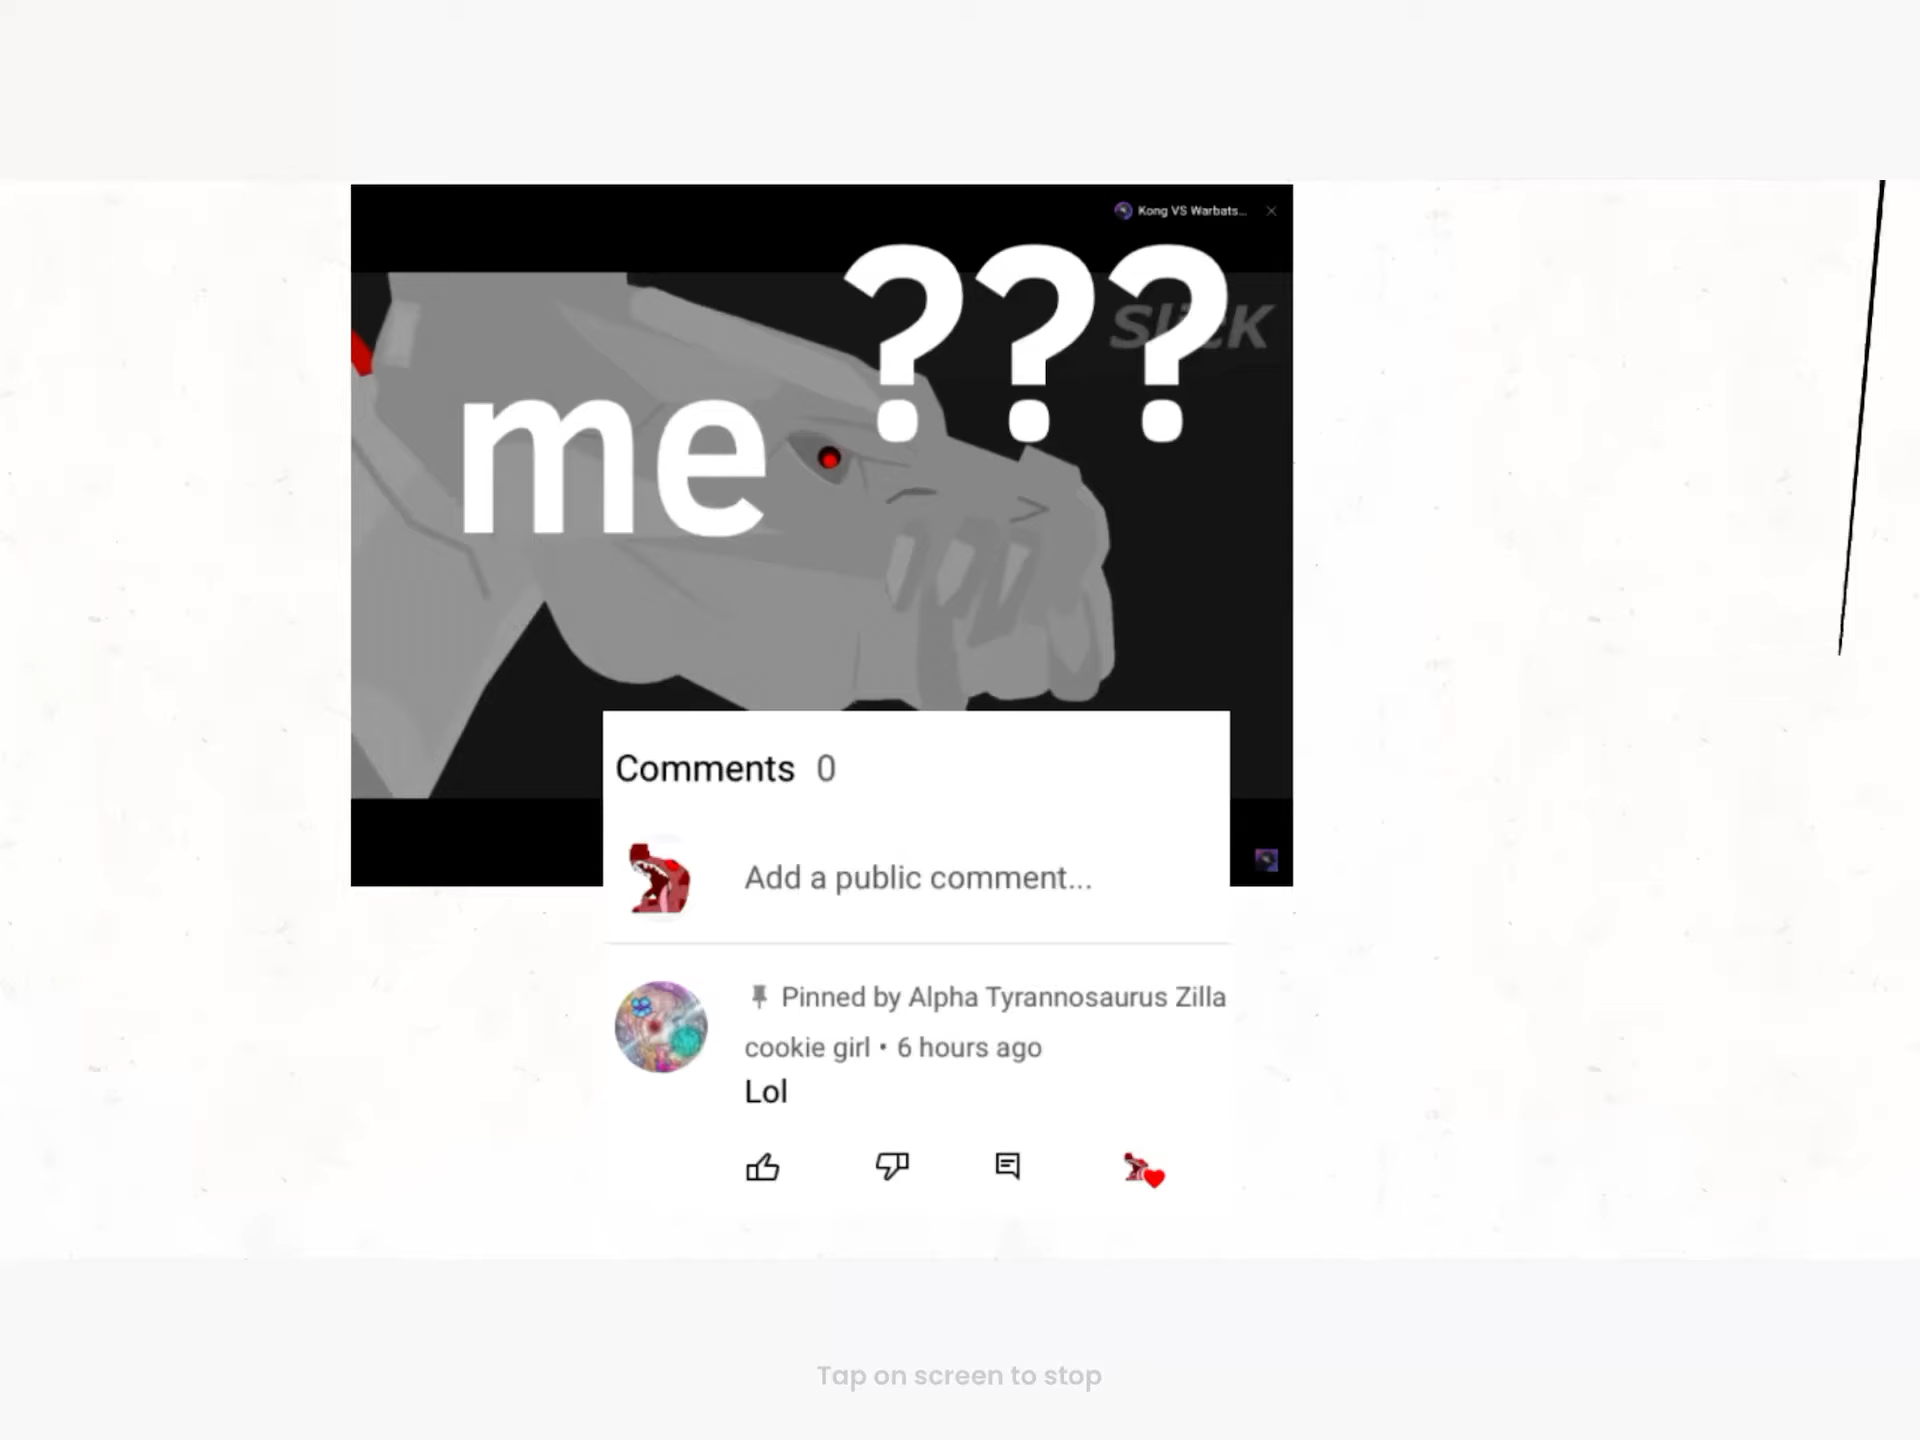 Kong VS Warbats...
???
SlicK
me
Comments 0
Add a public comment...
Pinned by Alpha Tyrannosaurus Zilla
cookie girl • 6 hours ago
Lol
Tap on screen to stop